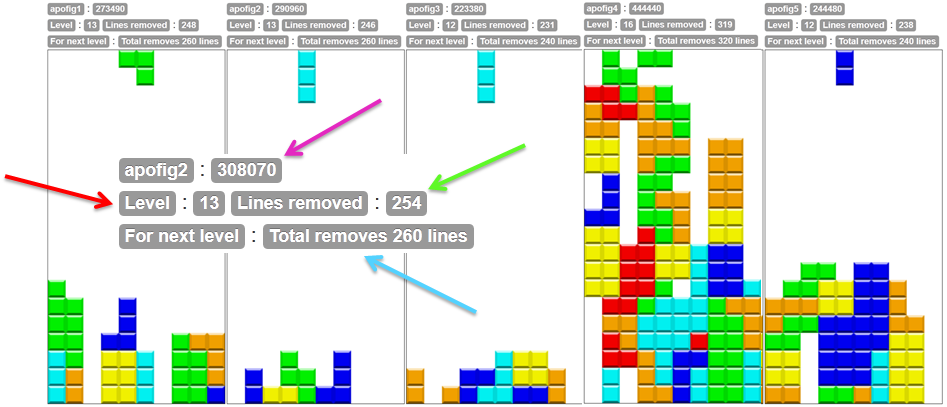 apofig1 : 273490
Level : 13 Lines removed : 248
For next level : Total removes 260 lines
apofig2 : 290960
Level : 13 Lines removed : 246
For next level : Total removes 260 lines
apofig3 : 223380
Level : 12 Lines removed : 231
For next level : Total removes 240 lines
apofig4 : 444440
Level : 16 Lines removed : 319
For next level : Total removes 320 lines
apofig5 : 244480
Level : 12 Lines removed : 238
For next level : Total removes 240 lines
apofig2 : 308070
Level : 13 Lines removed : 254
For next level : Total removes 260 lines